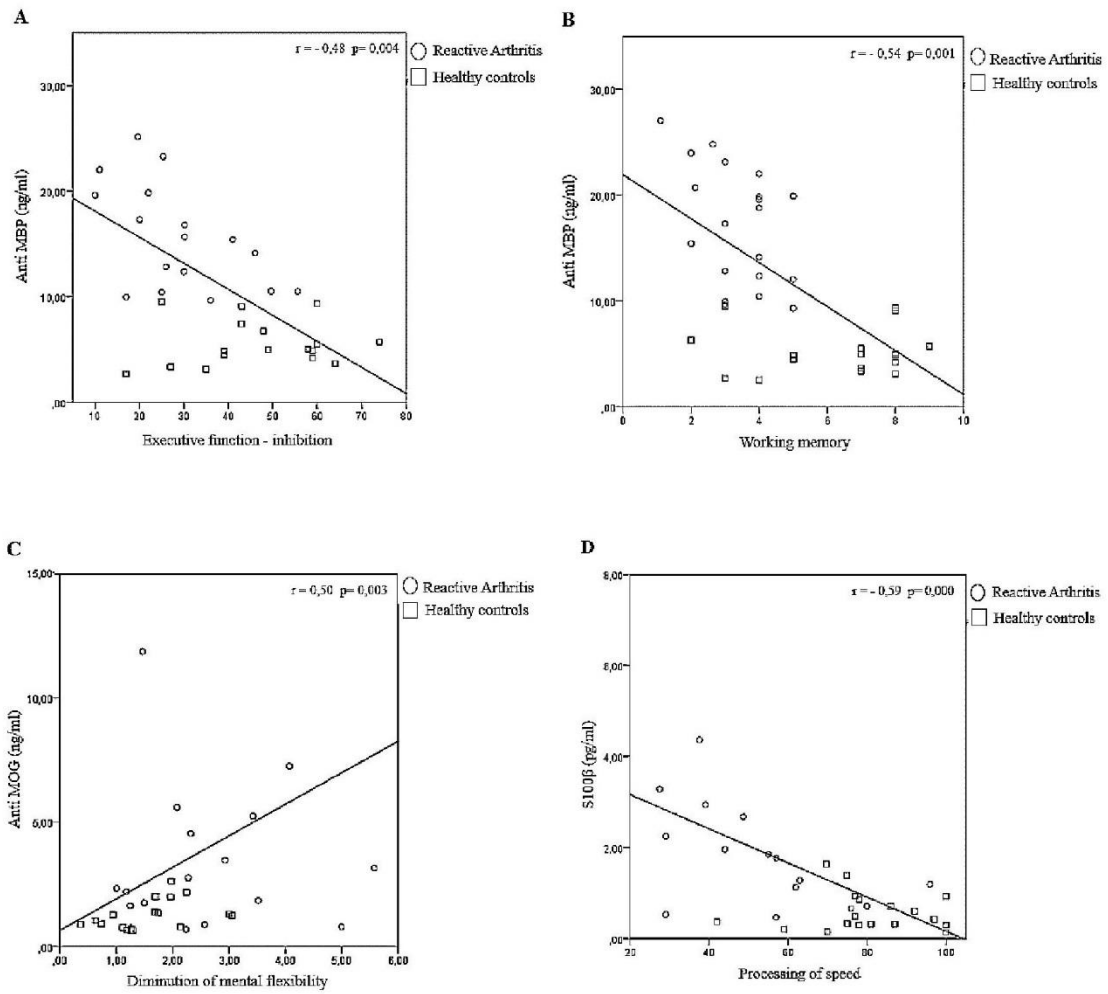 A
r = - 0,48 p= 0,004
Reactive Arthritis
Healthy controls
30,00
20,00
10,00
,00
Anti MBP (ng/ml)
10 20 30 40 50 60 70 80
Executive function - inhibition
B
r = - 0,54 p= 0,001
Reactive Arthritis
Healthy controls
30,00
20,00
10,00
,00
Anti MBP (ng/ml)
0 2 4 6 8 10
Working memory
C
r = 0,50 p= 0,003
Reactive Arthritis
Healthy controls
15,00
10,00
5,00
,00
Anti MOG (ng/ml)
,00 1,00 2,00 3,00 4,00 5,00 6,00
Diminution of mental flexibility
D
r = - 0,59 p= 0,000
Reactive Arthritis
Healthy controls
8,00
6,00
4,00
2,00
,00
S100β (pg/ml)
20 40 60 80 100
Processing of speed